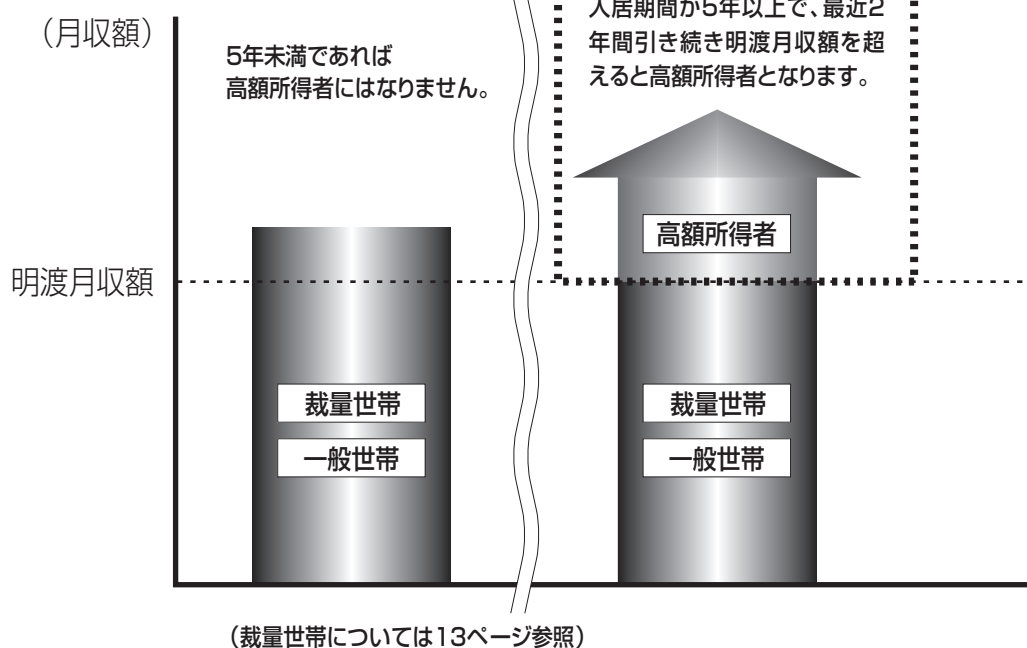 （月収額）
5年未満であれば
高額所得者にはなりません。
入居期間が5年以上で、最近2
年間引き続き明渡月収額を超
えると高額所得者となります。
高額所得者
明渡月収額
裁量世帯
一般世帯
裁量世帯
一般世帯
（裁量世帯については13ページ参照）